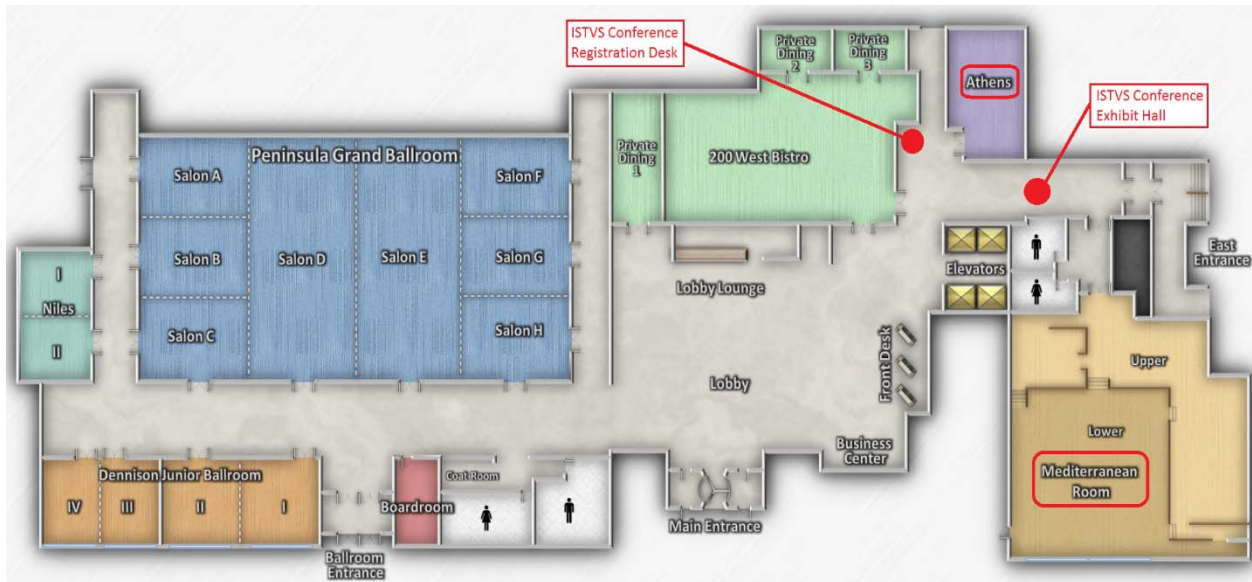 ISTVS Conference
Registration Desk
Private
Dining
2
Private
Dining
3
Athens
ISTVS Conference
Exhibit Hall
Peninsula Grand Ballroom
Private
Dining
1
200 West Bistro
Salon A
Salon F
Salon B
Salon D
Salon E
Salon G
Salon C
Salon H
I
Niles
II
Elevators
East
Entrance
Lobby Lounge
Lobby
Front Desk
Business
Center
Upper
Lower
Mediterranean
Room
Dennison Junior Ballroom
IV
III
II
I
Boardroom
Coat Room
Main Entrance
Ballroom
Entrance